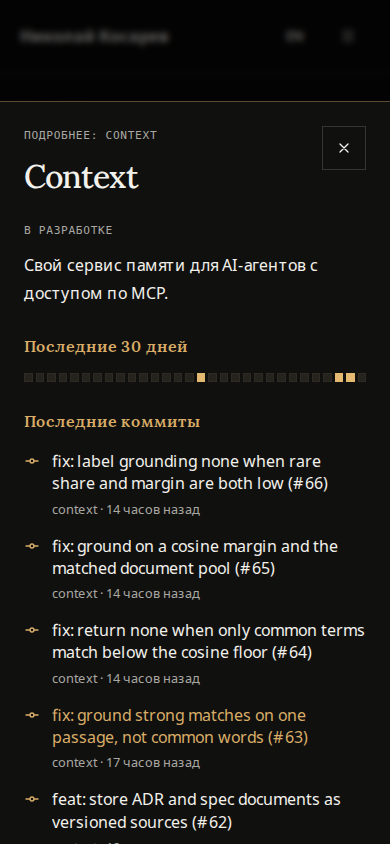 Николай Косарев
EN
ПОДРОБНЕЕ: CONTEXT
Context
В РАЗРАБОТКЕ
Свой сервис памяти для AI-агентов с
доступом по MCP.
Последние 30 дней
Последние коммиты
fix: label grounding none when rare
share and margin are both low (#66)
context · 14 часов назад
fix: ground on a cosine margin and the
matched document pool (#65)
context · 14 часов назад
fix: return none when only common terms
match below the cosine floor (#64)
context · 14 часов назад
fix: ground strong matches on one
passage, not common words (#63)
context · 17 часов назад
feat: store ADR and spec documents as
versioned sources (#62)